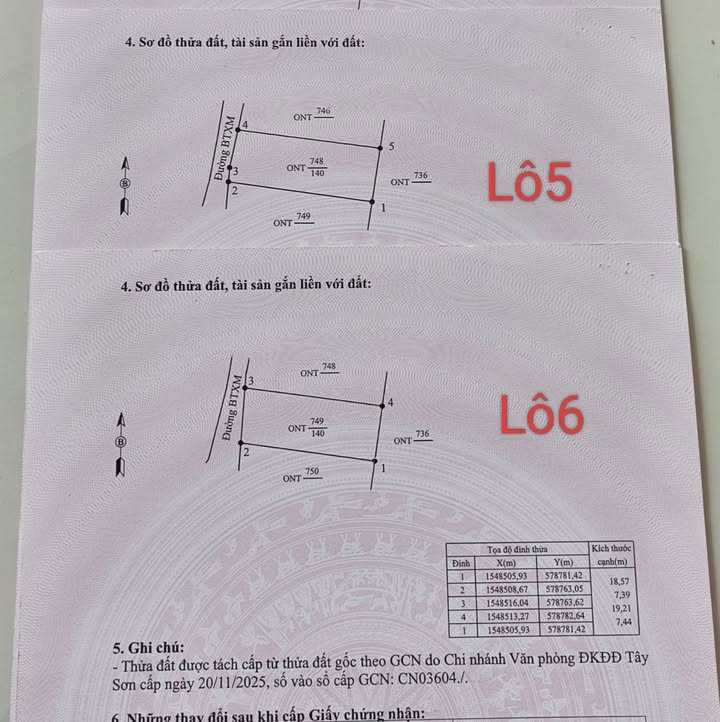 4. Sơ đồ thửa đất, tài sản gắn liền với đất:
Đường BTXM
4
ONT 746
5
3
ONT 748
140
ONT 736
2
1
ONT 749
B
Lô5
4. Sơ đồ thửa đất, tài sản gắn liền với đất:
Đường BTXM
3
ONT 748
4
ONT 749
140
ONT 736
2
1
ONT 750
B
Lô6
Tọa độ đỉnh thửa Kích thước
Đỉnh X(m) Y(m) cạnh(m)
1 1548505,93 578781,42
18,57
2 1548508,67 578763,05
7,39
3 1548516,04 578763,62
19,21
4 1548513,27 578782,64
7,44
1 1548505,93 578781,42
5. Ghi chú:
- Thửa đất được tách cấp từ thửa đất gốc theo GCN do Chi nhánh Văn phòng ĐKĐĐ Tây
Sơn cấp ngày 20/11/2025, số vào sổ cấp GCN: CN03604./.
6. Những thay đổi sau khi cấp Giấy chứng nhận: